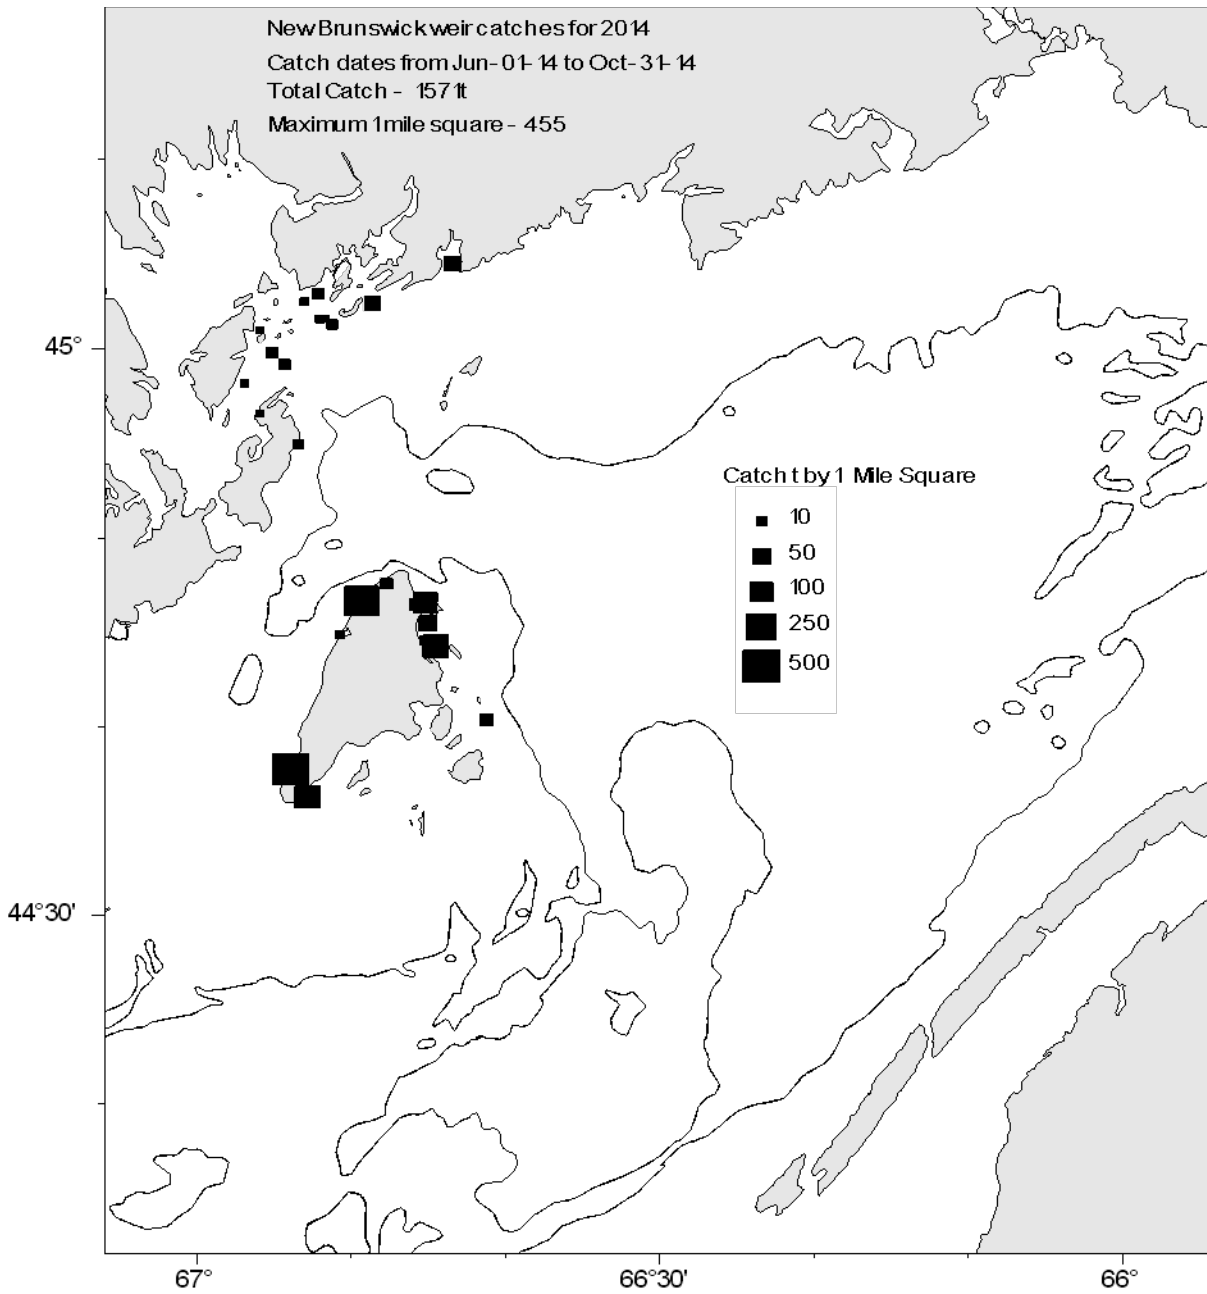 New Brunswick weir catches for 2014
Catch dates from Jun-01-14 to Oct-31-14
Total Catch - 1571t
Maximum 1 mile square - 455
45°
Catch t by 1 Mile Square
10
50
100
250
500
44°30'
67°
66°30'
66°